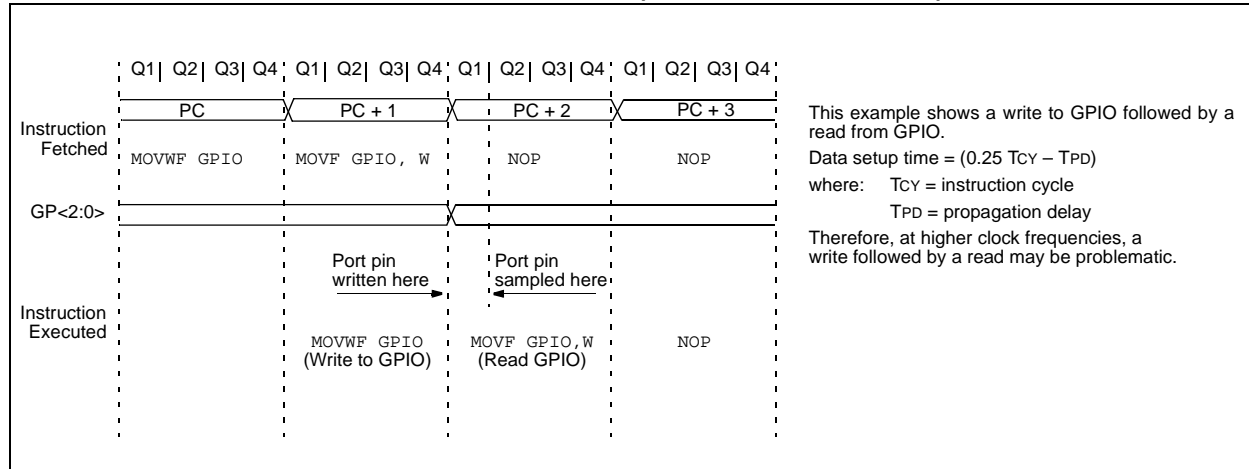 Q1| Q2| Q3| Q4 Q1| Q2| Q3| Q4 Q1| Q2| Q3| Q4 Q1| Q2| Q3| Q4
PC PC + 1 PC + 2 PC + 3
Instruction
Fetched
MOVWF GPIO MOVF GPIO, W NOP NOP
GP<2:0>
Port pin
written here
Port pin
sampled here
Instruction
Executed
MOVWF GPIO
(Write to GPIO)
MOVF GPIO,W
(Read GPIO)
NOP
This example shows a write to GPIO followed by a
read from GPIO.
Data setup time = (0.25 TCY – TPD)
where: TCY = instruction cycle
TPD = propagation delay
Therefore, at higher clock frequencies, a
write followed by a read may be problematic.